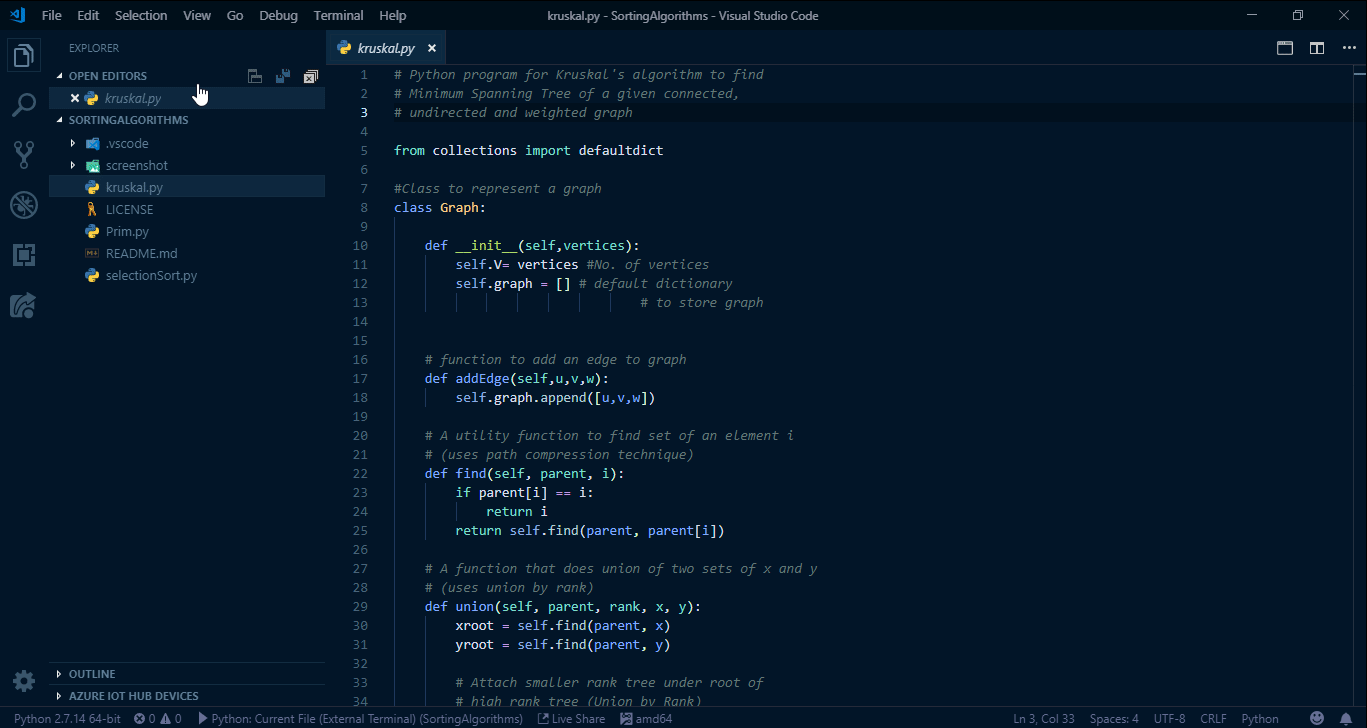 File Edit Selection View Go Debug Terminal Help
kruskal.py - SortingAlgorithms - Visual Studio Code
EXPLORER
OPEN EDITORS
kruskal.py
SORTINGALGORITHMS
.vscode
screenshot
kruskal.py
LICENSE
Prim.py
README.md
selectionSort.py
OUTLINE
AZURE IOT HUB DEVICES
kruskal.py
1 # Python program for Kruskal's algorithm to find
2 # Minimum Spanning Tree of a given connected,
3 # undirected and weighted graph
4
5 from collections import defaultdict
6
7 #Class to represent a graph
8 class Graph:
9
10 def __init__(self,vertices):
11 self.V= vertices #No. of vertices
12 self.graph = [] # default dictionary
13 # to store graph
14
15
16 # function to add an edge to graph
17 def addEdge(self,u,v,w):
18 self.graph.append([u,v,w])
19
20 # A utility function to find set of an element i
21 # (uses path compression technique)
22 def find(self, parent, i):
23 if parent[i] == i:
24 return i
25 return self.find(parent, parent[i])
26
27 # A function that does union of two sets of x and y
28 # (uses union by rank)
29 def union(self, parent, rank, x, y):
30 xroot = self.find(parent, x)
31 yroot = self.find(parent, y)
32
33 # Attach smaller rank tree under root of
34 # high rank tree (Union by Rank)
Python 2.7.14 64-bit 0 0 Python: Current File (External Terminal) (SortingAlgorithms) Live Share amd64 Ln 3, Col 33 Spaces: 4 UTF-8 CRLF Python